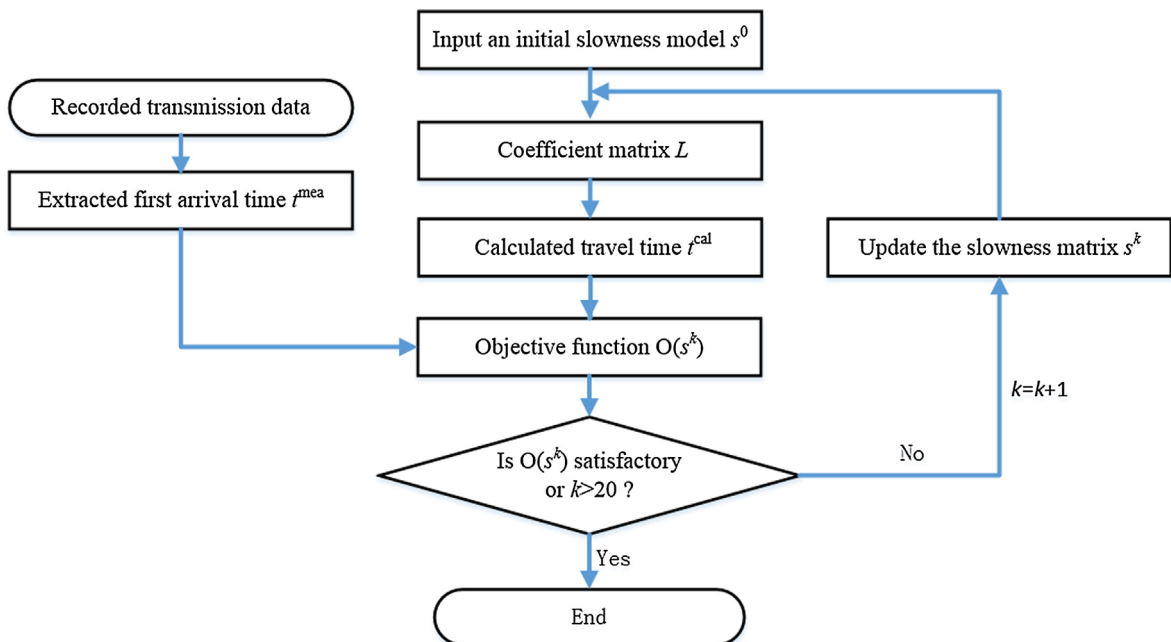 Input an initial slowness model s⁰
Recorded transmission data
Coefficient matrix L
Extracted first arrival time tᵐᵉᵃ
Calculated travel time tᶜᵃˡ
Update the slowness matrix sᵏ
Objective function O(sᵏ)
k=k+1
Is O(sᵏ) satisfactory
or k>20 ?
No
Yes
End